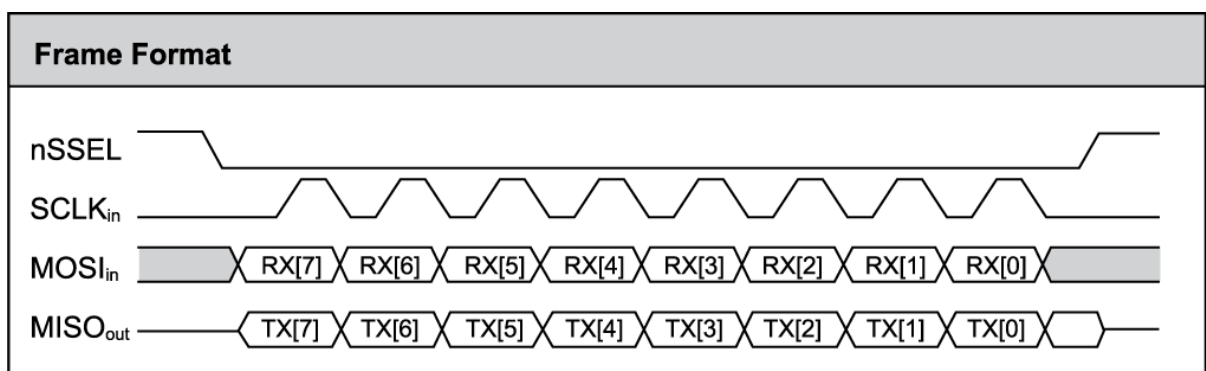 Frame Format
nSSEL
SCLKin
MOSIin RX[7] RX[6] RX[5] RX[4] RX[3] RX[2] RX[1] RX[0]
MISOout TX[7] TX[6] TX[5] TX[4] TX[3] TX[2] TX[1] TX[0]